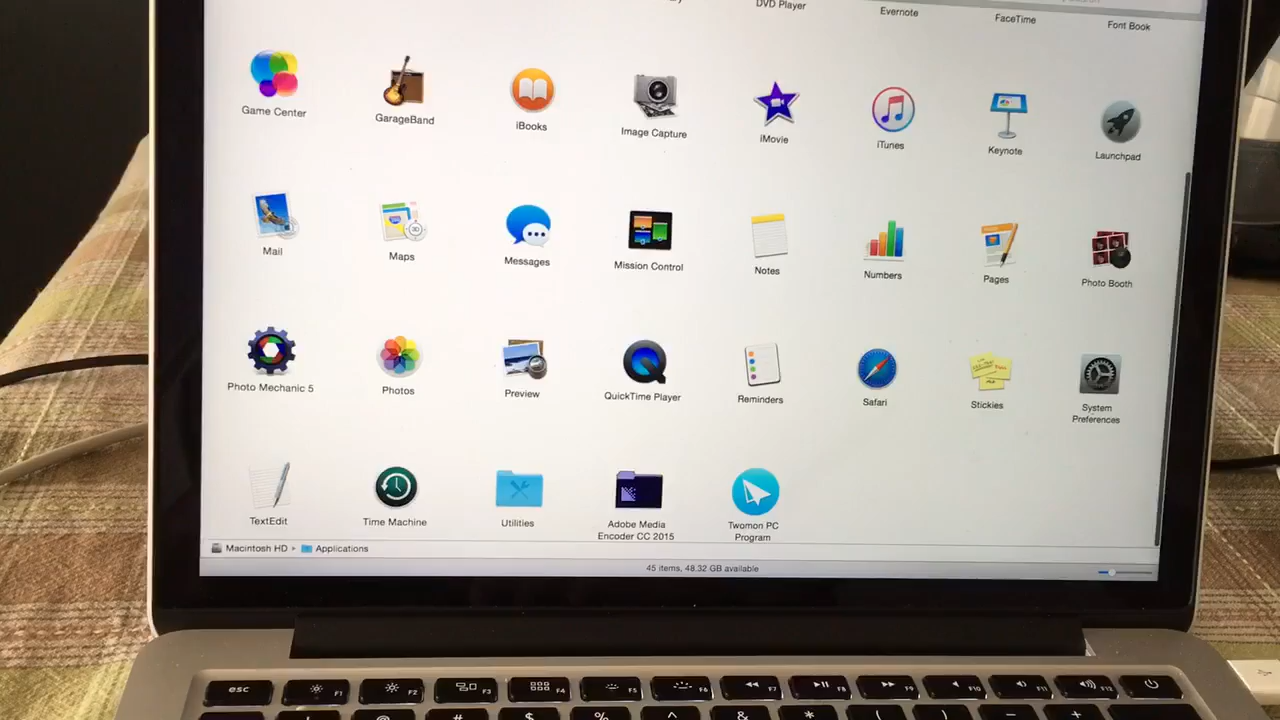 DVD Player
Evernote
FaceTime
Font Book
Game Center
GarageBand
iBooks
Image Capture
iMovie
iTunes
Keynote
Launchpad
Mail
Maps
Messages
Mission Control
Notes
Numbers
Pages
Photo Booth
Photo Mechanic 5
Photos
Preview
QuickTime Player
Reminders
Safari
Stickies
System
Preferences
TextEdit
Time Machine
Utilities
Adobe Media
Encoder CC 2015
Twomon PC
Program
Macintosh HD ▸ Applications
45 items, 48.32 GB available
esc F1 F2 F3 F4 F5 F6 F7 F8 F9 F10 F11 F12
! @ # $ % ^ & * ( ) – +